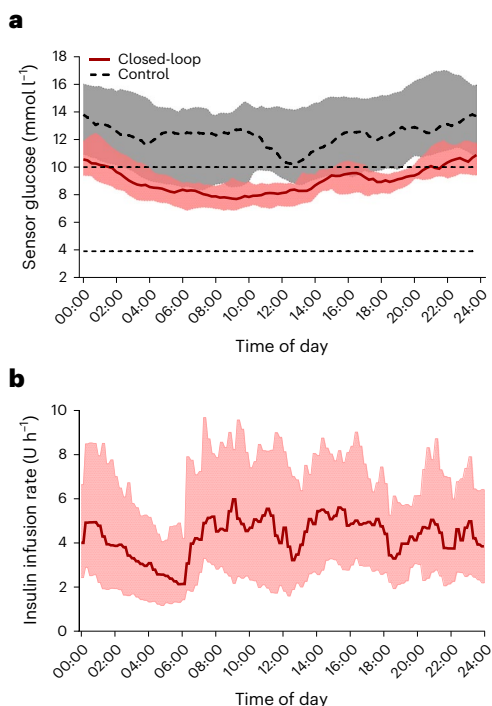 a
Closed-loop
Control
Sensor glucose (mmol l⁻¹)
18
16
14
12
10
8
6
4
2
00:00 02:00 04:00 06:00 08:00 10:00 12:00 14:00 16:00 18:00 20:00 22:00 24:00
Time of day
b
Insulin infusion rate (U h⁻¹)
10
8
6
4
2
0
00:00 02:00 04:00 06:00 08:00 10:00 12:00 14:00 16:00 18:00 20:00 22:00 24:00
Time of day